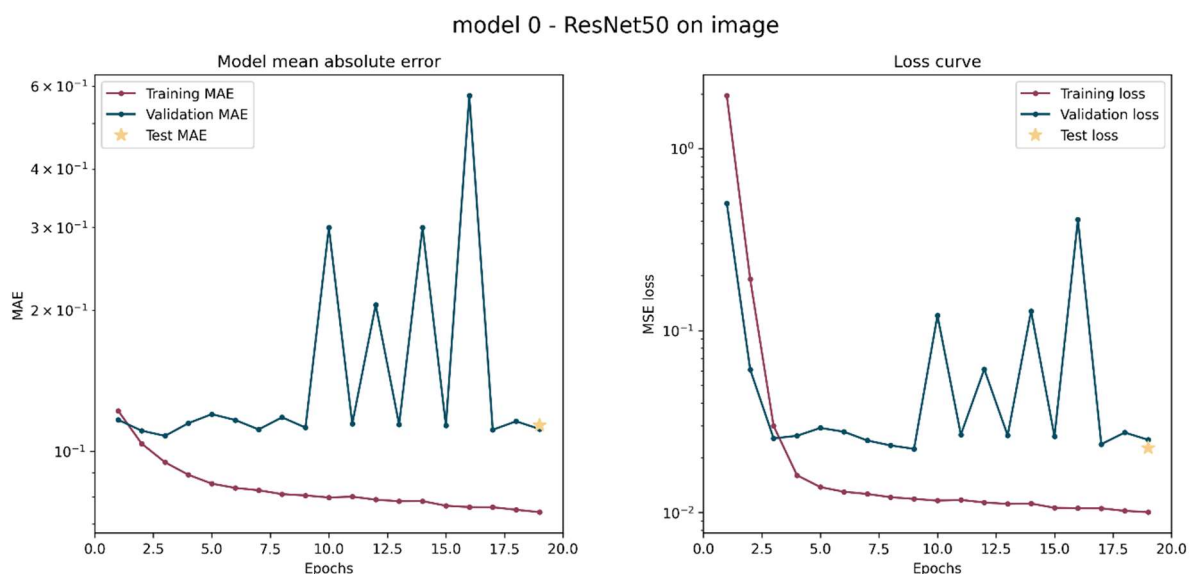 model 0 - ResNet50 on image
Model mean absolute error
6 × 10⁻¹
4 × 10⁻¹
3 × 10⁻¹
2 × 10⁻¹
10⁻¹
MAE
Training MAE
Validation MAE
Test MAE
0.0 2.5 5.0 7.5 10.0 12.5 15.0 17.5 20.0
Epochs
Loss curve
10⁰
10⁻¹
10⁻²
MSE loss
Training loss
Validation loss
Test loss
0.0 2.5 5.0 7.5 10.0 12.5 15.0 17.5 20.0
Epochs